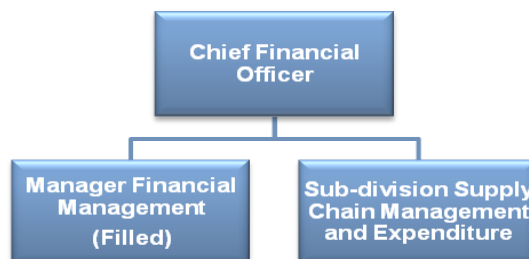 Chief Financial
Officer
Manager Financial
Management
(Filled)
Sub-division Supply
Chain Management
and Expenditure